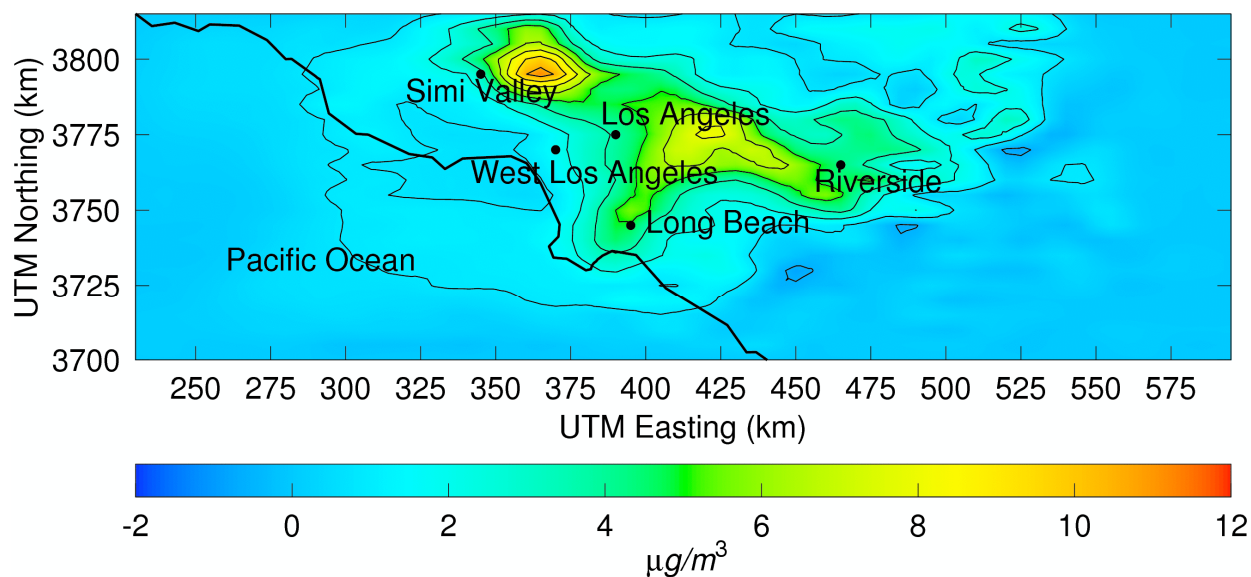 UTM Northing (km)
3800
3775
3750
3725
3700
Simi Valley
Los Angeles
West Los Angeles
Riverside
Long Beach
Pacific Ocean
250 275 300 325 350 375 400 425 450 475 500 525 550 575
UTM Easting (km)
-2 0 2 4 6 8 10 12
μg/m³